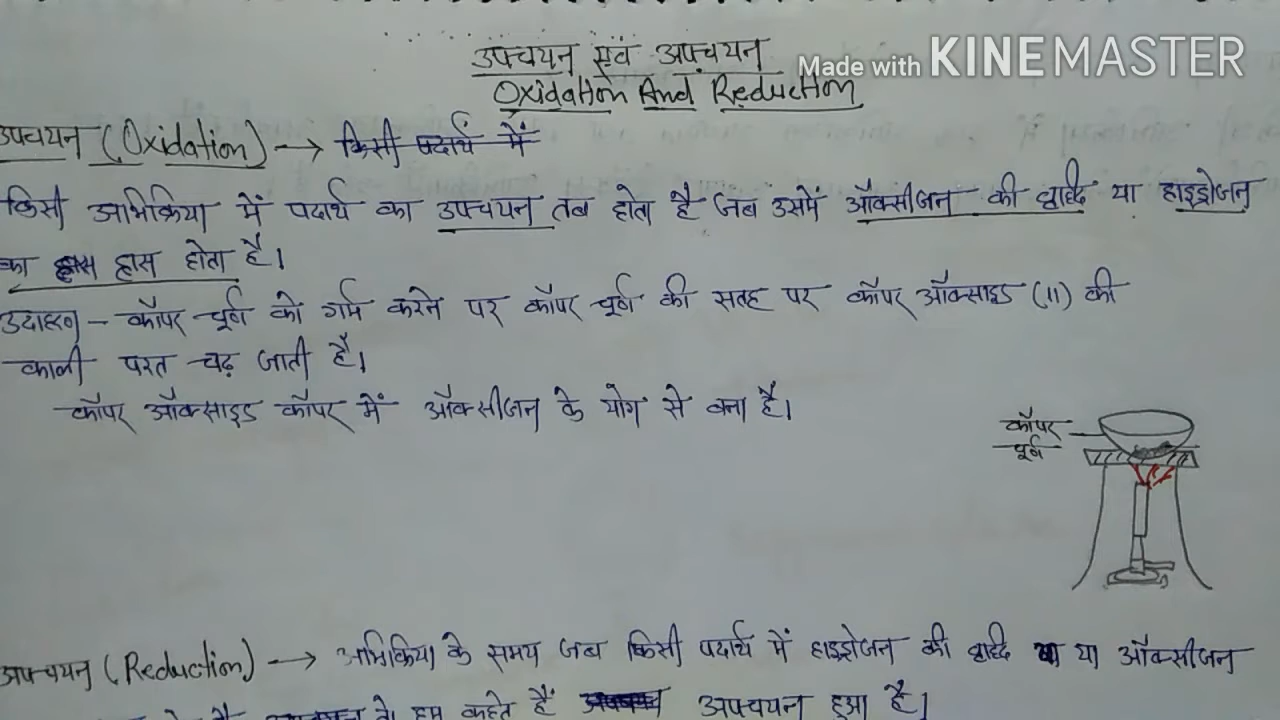 उपचयन एवं अपचयन
Made with KINEMASTER
Oxidation And Reduction
उपचयन (Oxidation) → किसी पदार्थ में
किसी अभिक्रिया में पदार्थ का उपचयन तब होता है जब उसमें ऑक्सीजन की वृद्धि या हाइड्रोजन
का ह्रास होता है।
उदाहरण - कॉपर चूर्ण को गर्म करने पर कॉपर चूर्ण की सतह पर कॉपर ऑक्साइड (II) की
काली परत चढ़ जाती है।
कॉपर ऑक्साइड कॉपर में ऑक्सीजन के योग से बना है।
कॉपर
चूर्ण
अपचयन (Reduction) → अभिक्रिया के समय जब किसी पदार्थ में हाइड्रोजन की वृद्धि या ऑक्सीजन
हम कहते हैं अपचयन हुआ है।